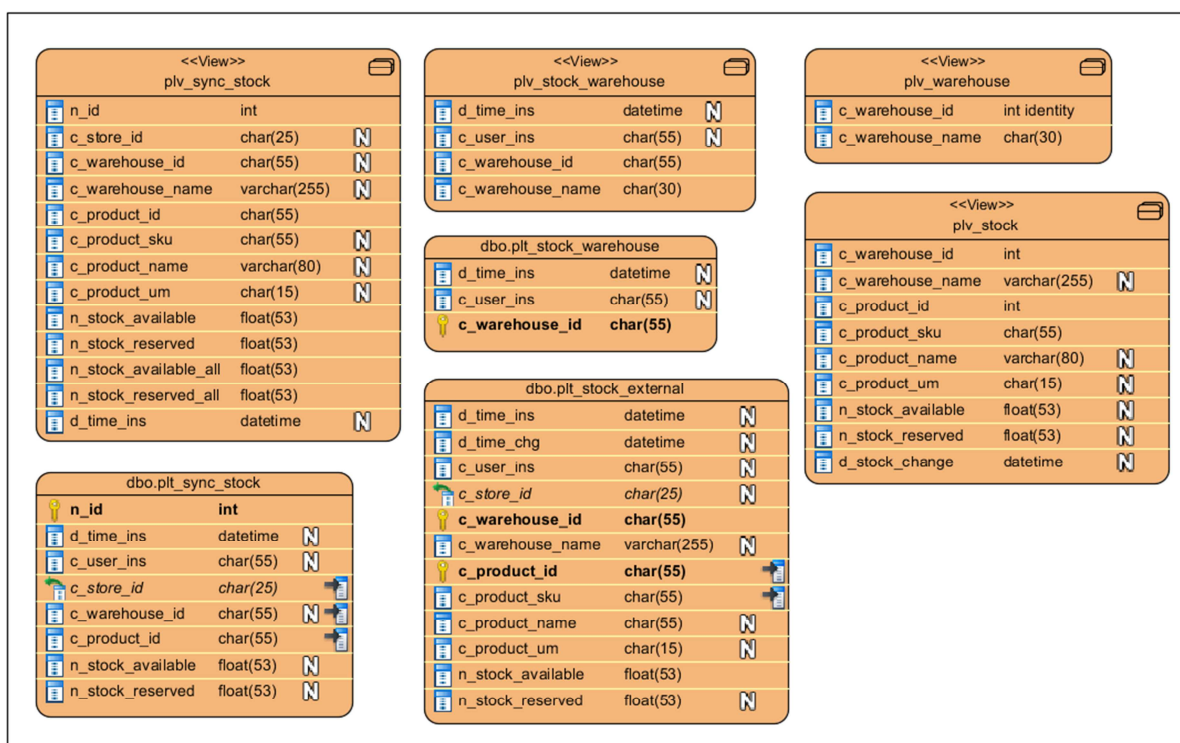 <<View>>
plv_sync_stock
n_id int
c_store_id char(25) N
c_warehouse_id char(55) N
c_warehouse_name varchar(255) N
c_product_id char(55)
c_product_sku char(55) N
c_product_name varchar(80) N
c_product_um char(15) N
n_stock_available float(53)
n_stock_reserved float(53)
n_stock_available_all float(53)
n_stock_reserved_all float(53)
d_time_ins datetime N
dbo.plt_sync_stock
n_id int
d_time_ins datetime N
c_user_ins char(55) N
c_store_id char(25)
c_warehouse_id char(55) N
c_product_id char(55)
n_stock_available float(53) N
n_stock_reserved float(53) N
<<View>>
plv_stock_warehouse
d_time_ins datetime N
c_user_ins char(55) N
c_warehouse_id char(55)
c_warehouse_name char(30)
dbo.plt_stock_warehouse
d_time_ins datetime N
c_user_ins char(55) N
c_warehouse_id char(55)
dbo.plt_stock_external
d_time_ins datetime N
d_time_chg datetime N
c_user_ins char(55) N
c_store_id char(25) N
c_warehouse_id char(55)
c_warehouse_name varchar(255) N
c_product_id char(55)
c_product_sku char(55)
c_product_name char(55) N
c_product_um char(15) N
n_stock_available float(53)
n_stock_reserved float(53) N
<<View>>
plv_warehouse
c_warehouse_id int identity
c_warehouse_name char(30)
<<View>>
plv_stock
c_warehouse_id int
c_warehouse_name varchar(255) N
c_product_id int
c_product_sku char(55)
c_product_name varchar(80) N
c_product_um char(15) N
n_stock_available float(53) N
n_stock_reserved float(53) N
d_stock_change datetime N